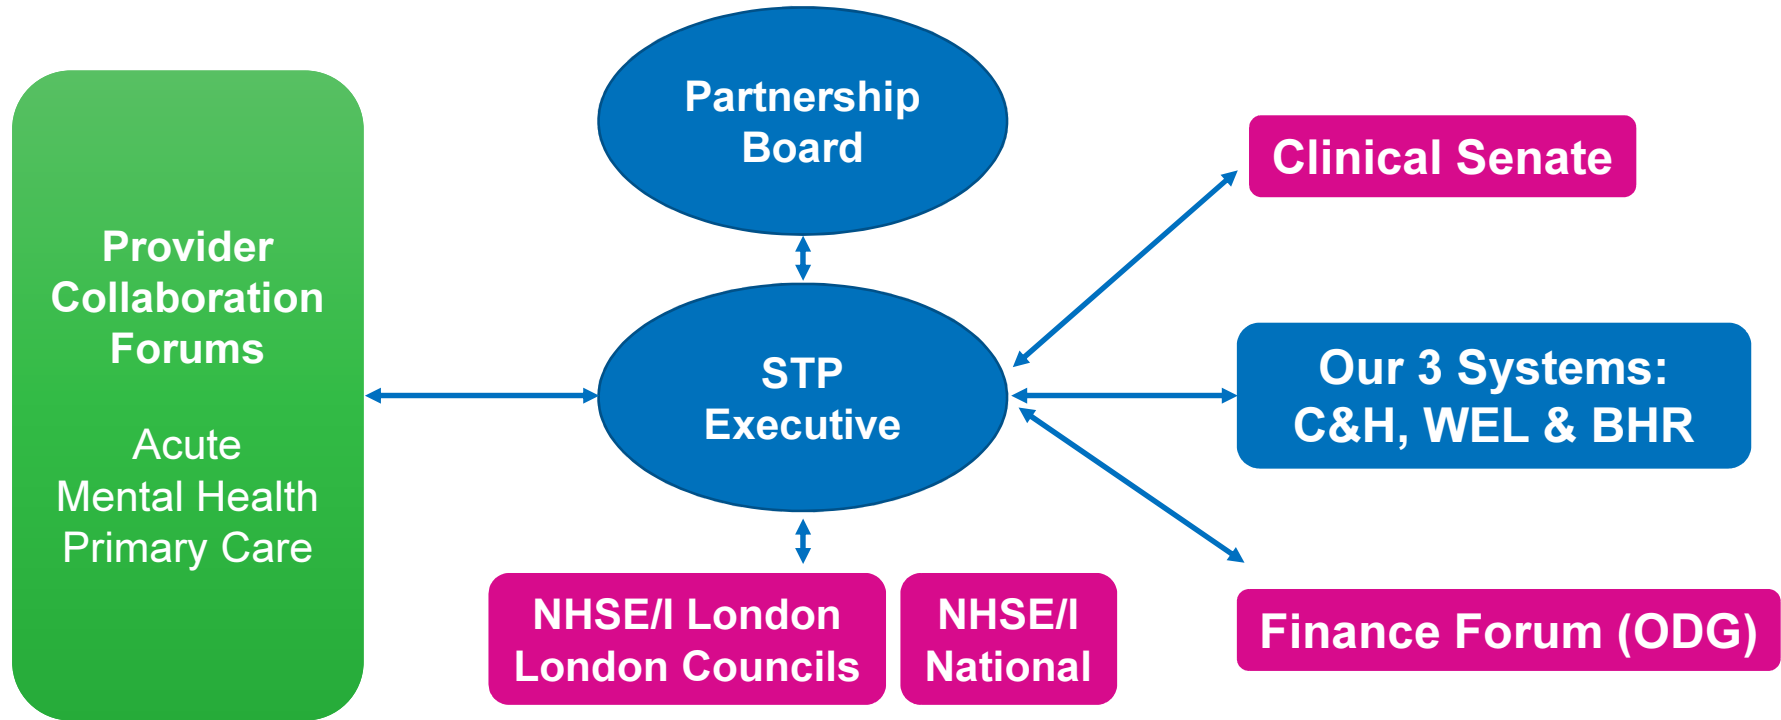 Partnership
Board
Provider
Collaboration
Forums
Acute
Mental Health
Primary Care
STP
Executive
Clinical Senate
Our 3 Systems:
C&H, WEL & BHR
NHSE/I London
London Councils
NHSE/I
National
Finance Forum (ODG)